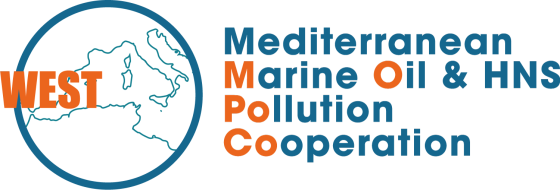 WEST
Mediterranean
Marine Oil & HNS
Pollution
Cooperation